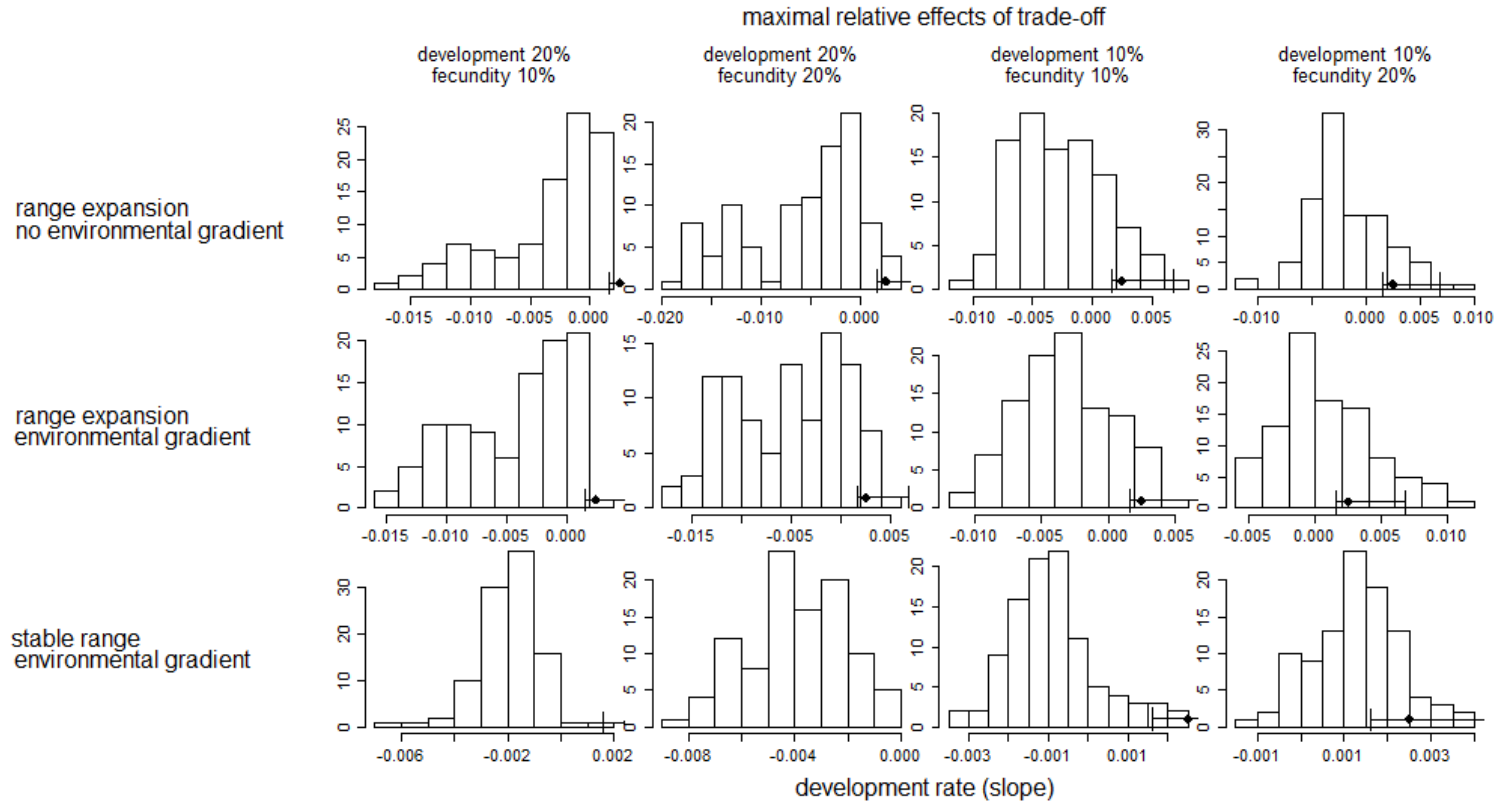 maximal relative effects of trade-off
development 20%
fecundity 10%
development 20%
fecundity 20%
development 10%
fecundity 10%
development 10%
fecundity 20%
range expansion
no environmental gradient
0 5 10 15 20 25
-0.015 -0.010 -0.005 0.000
0 5 10 15 20
-0.020 -0.010 0.000
0 5 10 15 20
-0.010 -0.005 0.000 0.005
0 5 10 15 20 30
-0.010 0.000 0.005 0.010
range expansion
environmental gradient
0 5 10 15 20
-0.015 -0.010 -0.005 0.000
0 5 10 15
-0.015 -0.005 0.005
0 5 10 15 20
-0.010 -0.005 0.000 0.005
0 5 10 15 20 25
-0.005 0.000 0.005 0.010
stable range
environmental gradient
0 10 20 30
-0.006 -0.002 0.002
0 5 10 15 20
-0.008 -0.004 0.000
0 5 10 15 20
-0.003 -0.001 0.001
0 5 10 15 20
-0.001 0.001 0.003
development rate (slope)